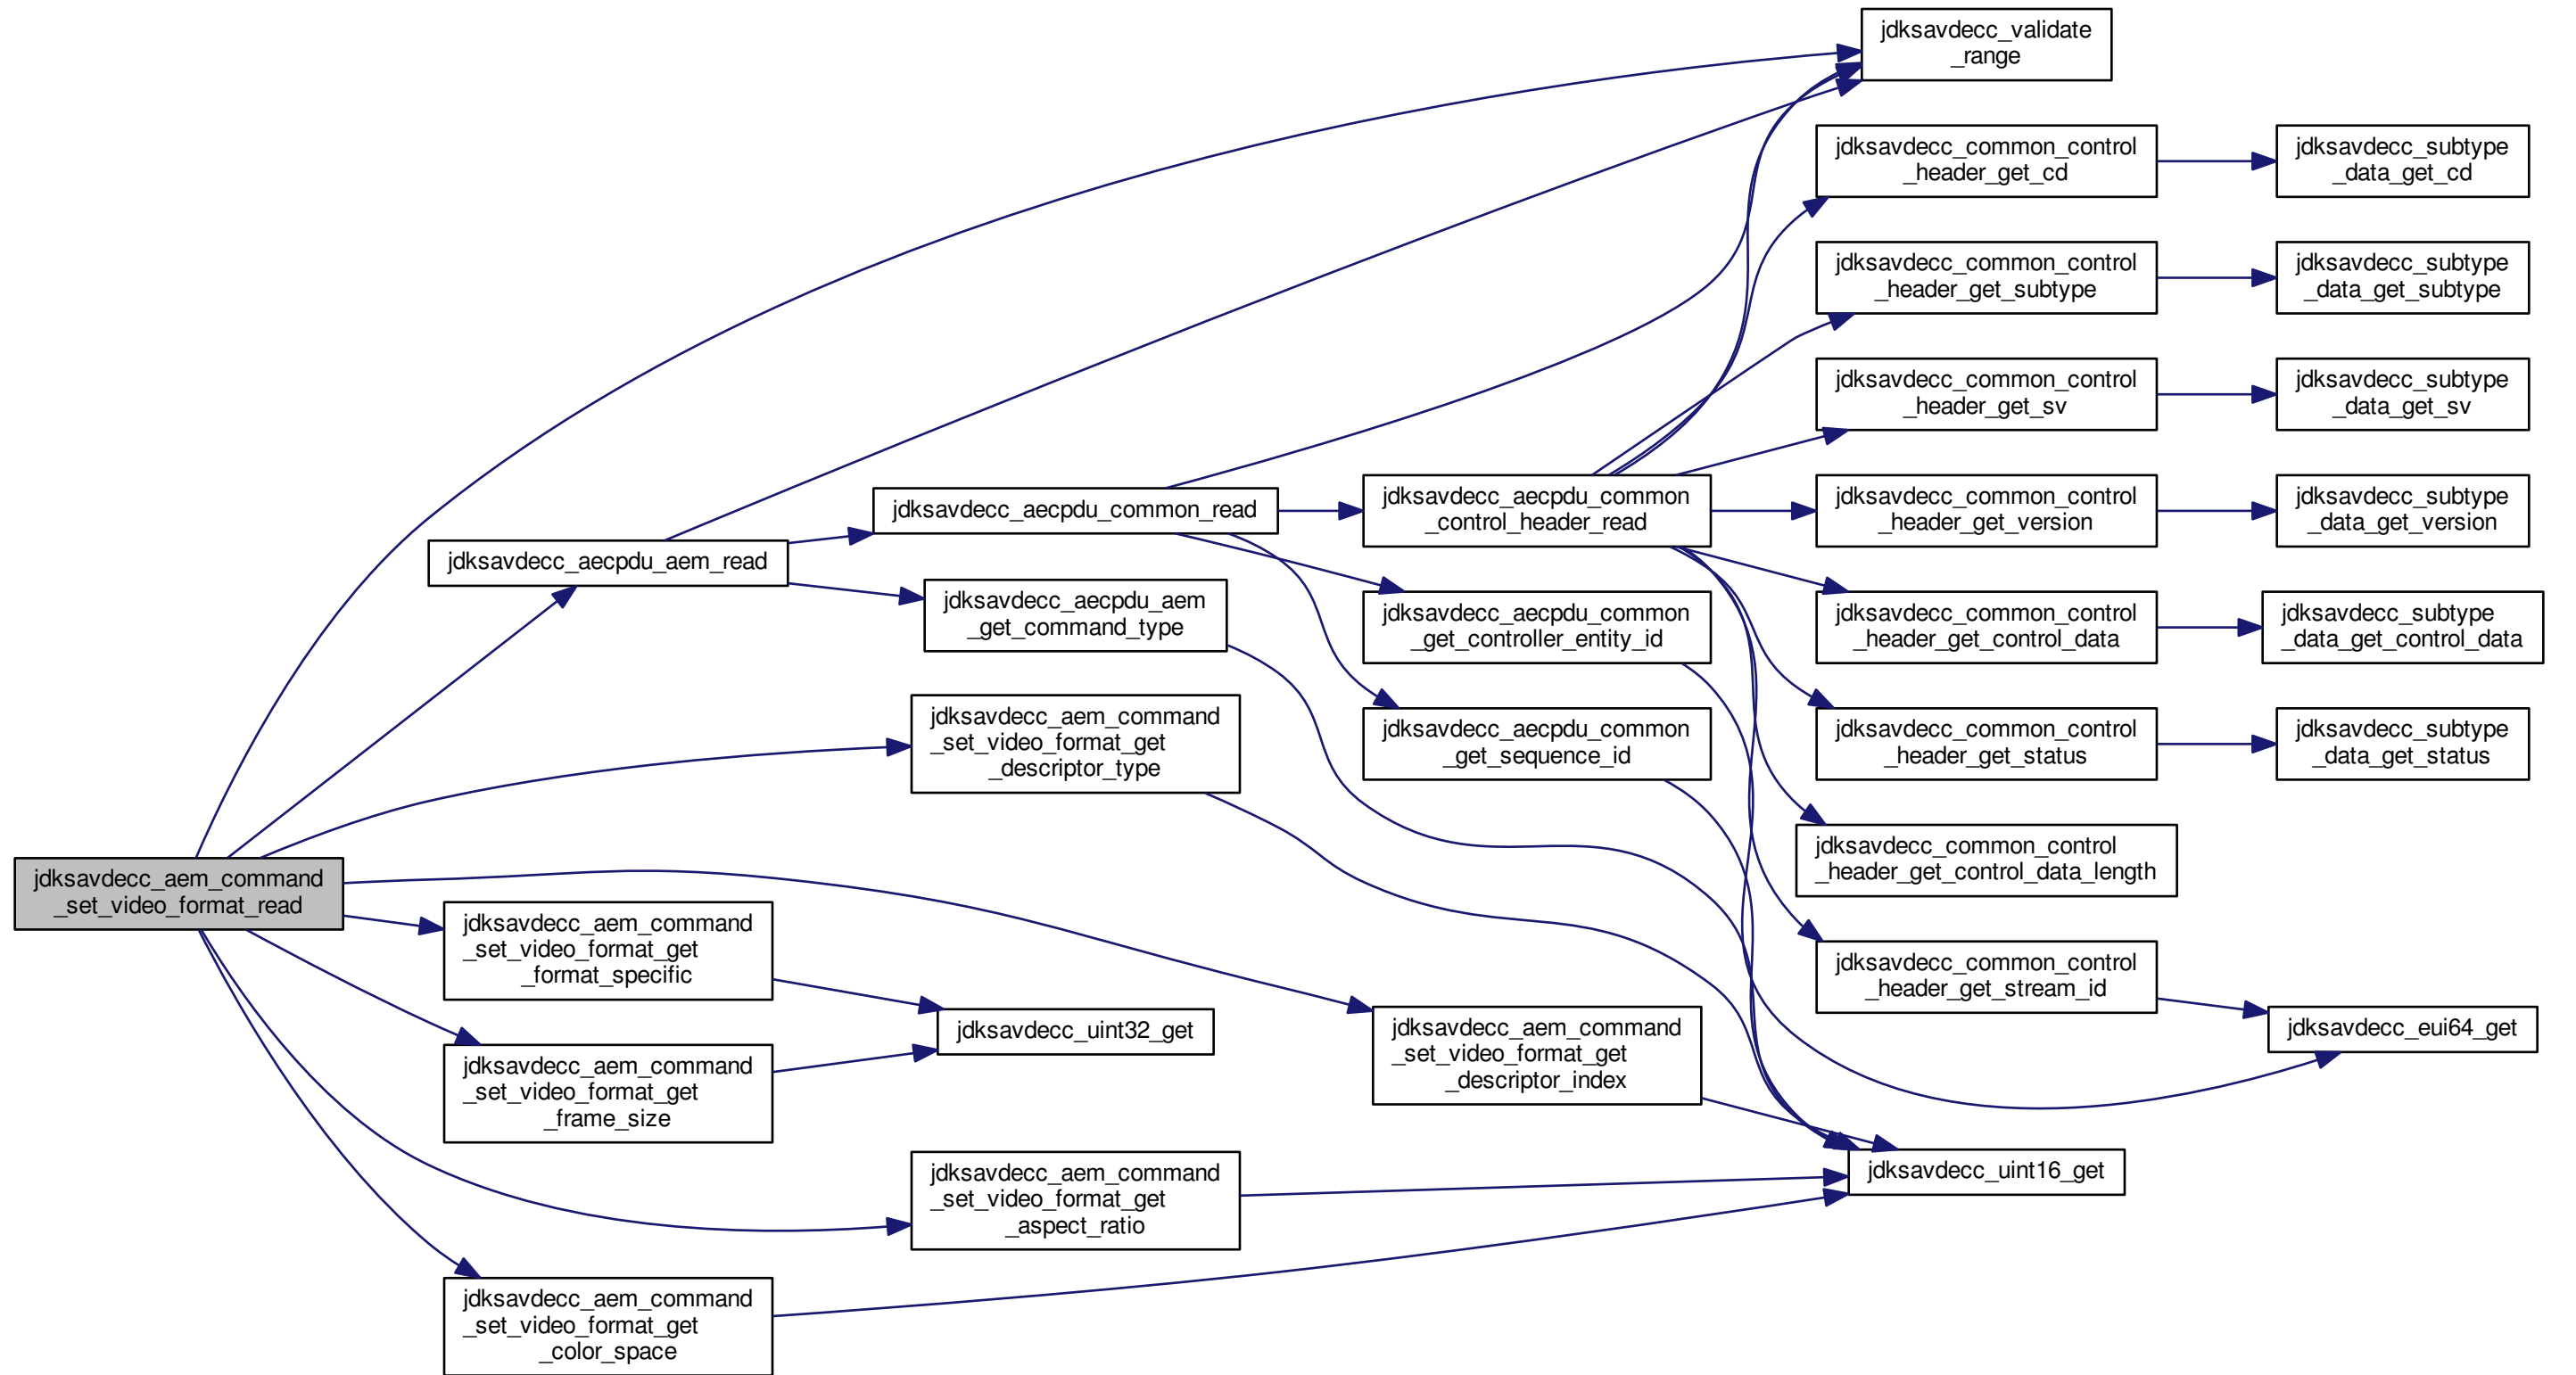 jdksavdecc_aem_command
_set_video_format_read
jdksavdecc_validate
_range
jdksavdecc_aecpdu_aem_read
jdksavdecc_aecpdu_common_read
jdksavdecc_aecpdu_common
_control_header_read
jdksavdecc_common_control
_header_get_cd
jdksavdecc_subtype
_data_get_cd
jdksavdecc_common_control
_header_get_subtype
jdksavdecc_subtype
_data_get_subtype
jdksavdecc_common_control
_header_get_sv
jdksavdecc_subtype
_data_get_sv
jdksavdecc_common_control
_header_get_version
jdksavdecc_subtype
_data_get_version
jdksavdecc_common_control
_header_get_control_data
jdksavdecc_subtype
_data_get_control_data
jdksavdecc_common_control
_header_get_status
jdksavdecc_subtype
_data_get_status
jdksavdecc_common_control
_header_get_control_data_length
jdksavdecc_common_control
_header_get_stream_id
jdksavdecc_eui64_get
jdksavdecc_aecpdu_common
_get_controller_entity_id
jdksavdecc_aecpdu_common
_get_sequence_id
jdksavdecc_aecpdu_aem
_get_command_type
jdksavdecc_aem_command
_set_video_format_get
_descriptor_type
jdksavdecc_aem_command
_set_video_format_get
_format_specific
jdksavdecc_uint32_get
jdksavdecc_aem_command
_set_video_format_get
_frame_size
jdksavdecc_aem_command
_set_video_format_get
_descriptor_index
jdksavdecc_uint16_get
jdksavdecc_aem_command
_set_video_format_get
_aspect_ratio
jdksavdecc_aem_command
_set_video_format_get
_color_space